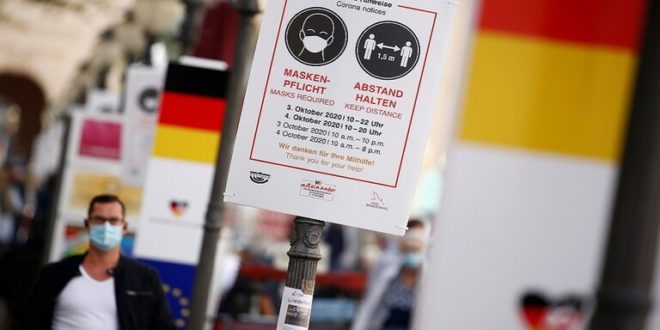 Corona notices
1,5 m
MASKEN-
PFLICHT
MASKS REQUIRED
ABSTAND
HALTEN
KEEP DISTANCE
3. Oktober 2020 | 10 – 22 Uhr
4. Oktober 2020 | 10 – 20 Uhr
3 October 2020 | 10 a.m. – 10 p.m.
4 October 2020 | 10 a.m. – 8 p.m.
Wir danken für Ihre Mithilfe!
Thank you for your help!
miteinander